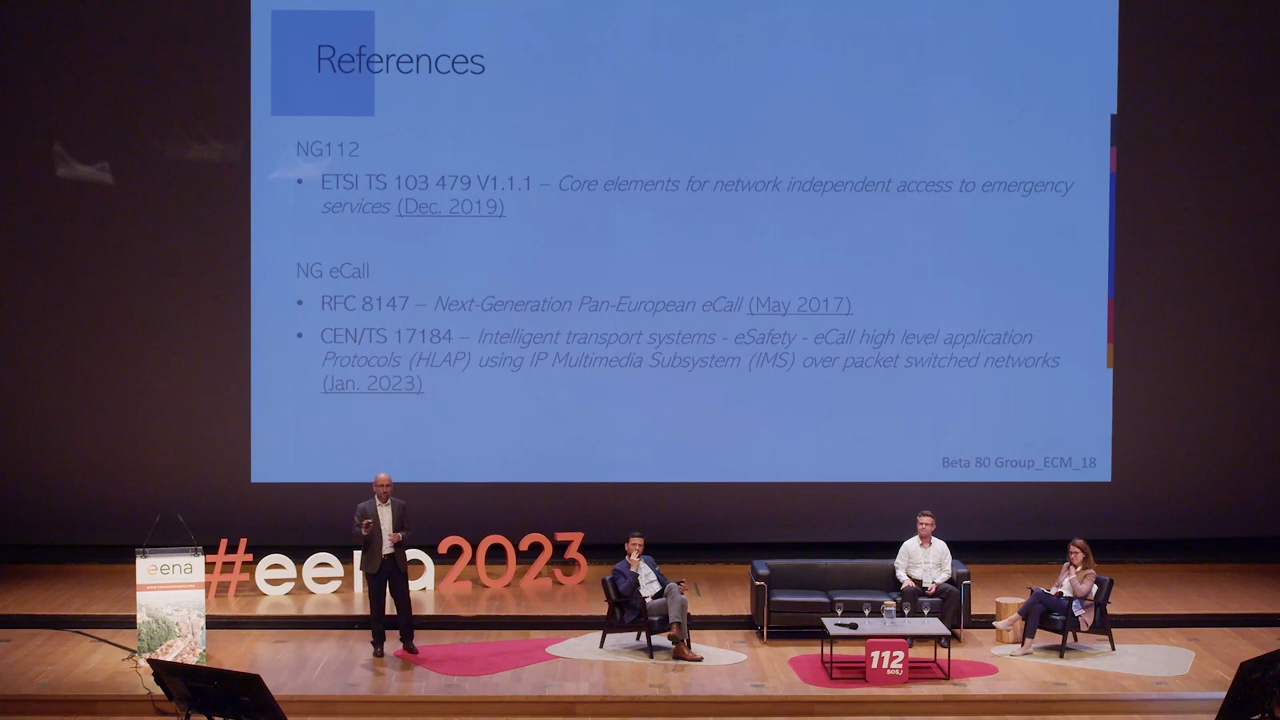 References
NG112
• ETSI TS 103 479 V1.1.1 – Core elements for network independent access to emergency
services (Dec. 2019)
NG eCall
• RFC 8147 – Next-Generation Pan-European eCall (May 2017)
• CEN/TS 17184 – Intelligent transport systems - eSafety - eCall high level application
Protocols (HLAP) using IP Multimedia Subsystem (IMS) over packet switched networks
(Jan. 2023)
Beta 80 Group_ECM_18
#eena2023
eena
112
SOS